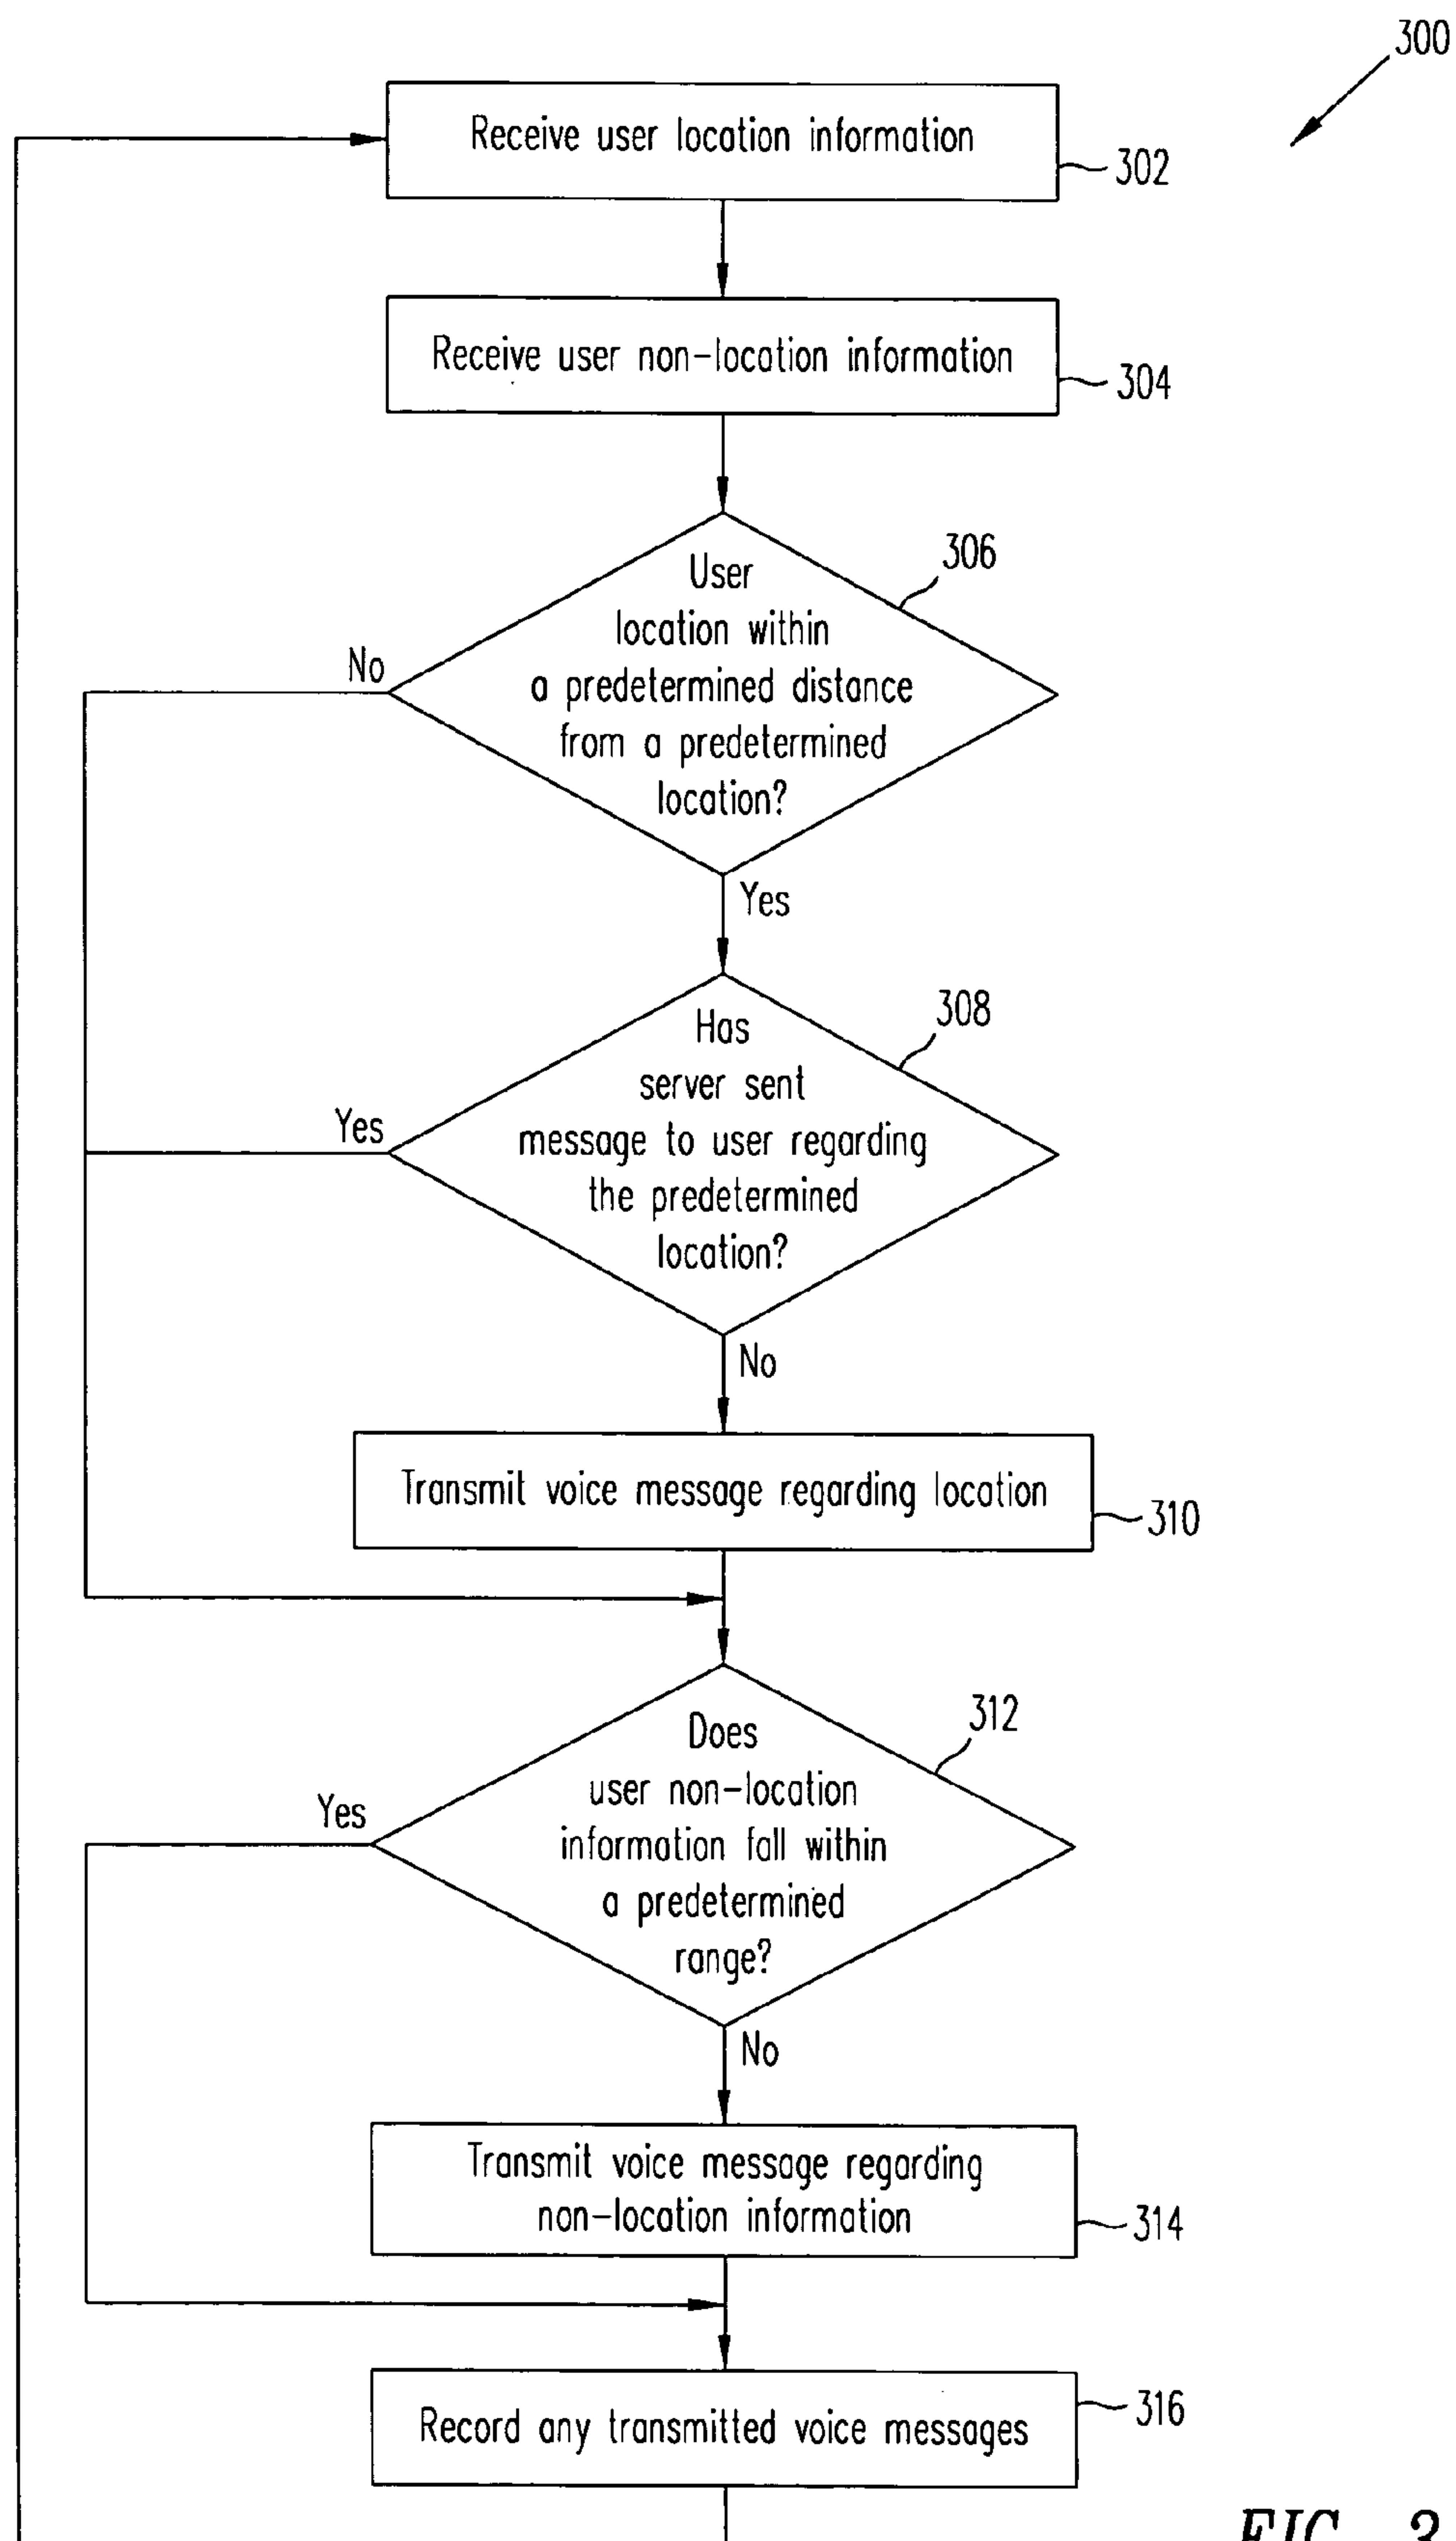 300
Receive user location information
302
Receive user non-location information
304
306
User
location within
a predetermined distance
from a predetermined
location?
No
Yes
308
Has
server sent
message to user regarding
the predetermined
location?
Yes
No
Transmit voice message regarding location
310
312
Does
user non-location
information fall within
a predetermined
range?
Yes
No
Transmit voice message regarding
non-location information
314
316
Record any transmitted voice messages
FIG. 3